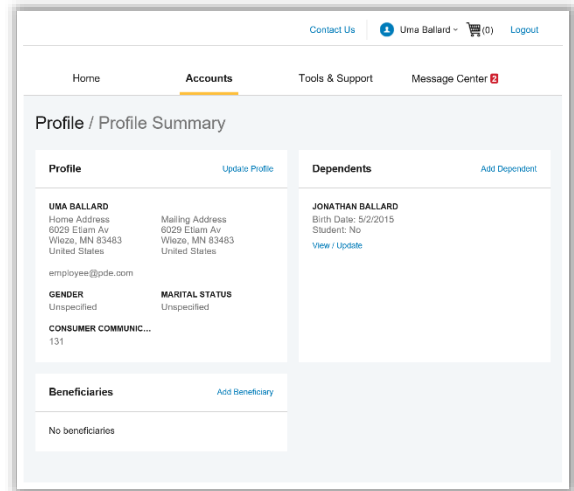 Contact Us Uma Ballard (0) Logout
Home Accounts Tools & Support Message Center 2
Profile / Profile Summary
Profile Update Profile
UMA BALLARD
Home Address Mailing Address
6029 Etiam Av 6029 Etiam Av
Wieze, MN 83483 Wieze, MN 83483
United States United States
employee@pde.com
GENDER MARITAL STATUS
Unspecified Unspecified
CONSUMER COMMUNIC...
131
Dependents Add Dependent
JONATHAN BALLARD
Birth Date: 5/2/2015
Student: No
View / Update
Beneficiaries Add Beneficiary
No beneficiaries